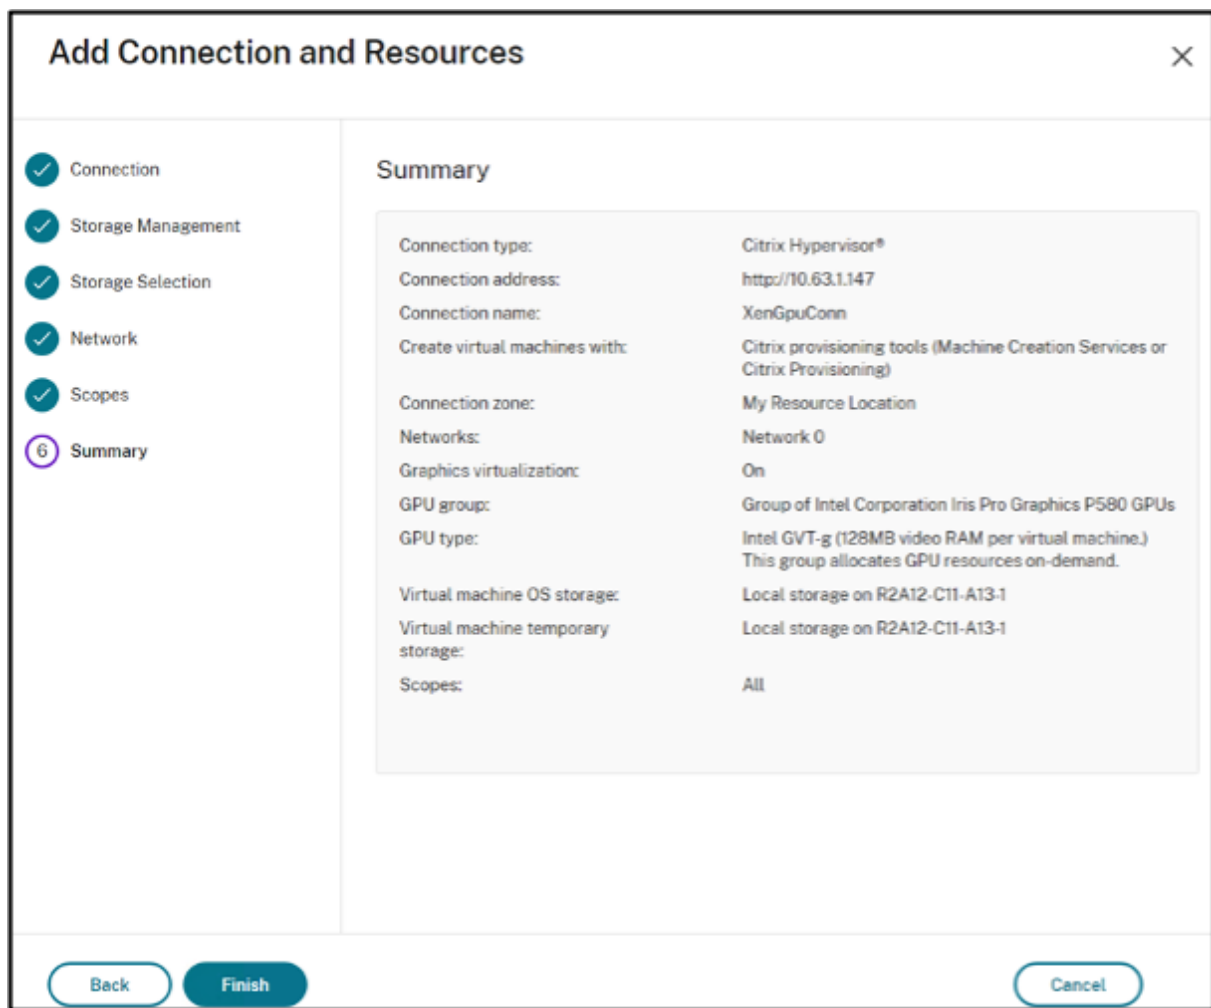 Add Connection and Resources
Connection
Storage Management
Storage Selection
Network
Scopes
6 Summary
Summary
Connection type: Citrix Hypervisor®
Connection address: http://10.63.1.147
Connection name: XenGpuConn
Create virtual machines with: Citrix provisioning tools (Machine Creation Services or
Citrix Provisioning)
Connection zone: My Resource Location
Networks: Network 0
Graphics virtualization: On
GPU group: Group of Intel Corporation Iris Pro Graphics P580 GPUs
GPU type: Intel GVT-g (128MB video RAM per virtual machine.)
This group allocates GPU resources on-demand.
Virtual machine OS storage: Local storage on R2A12-C11-A13-1
Virtual machine temporary Local storage on R2A12-C11-A13-1
storage:
Scopes: All
Back Finish Cancel